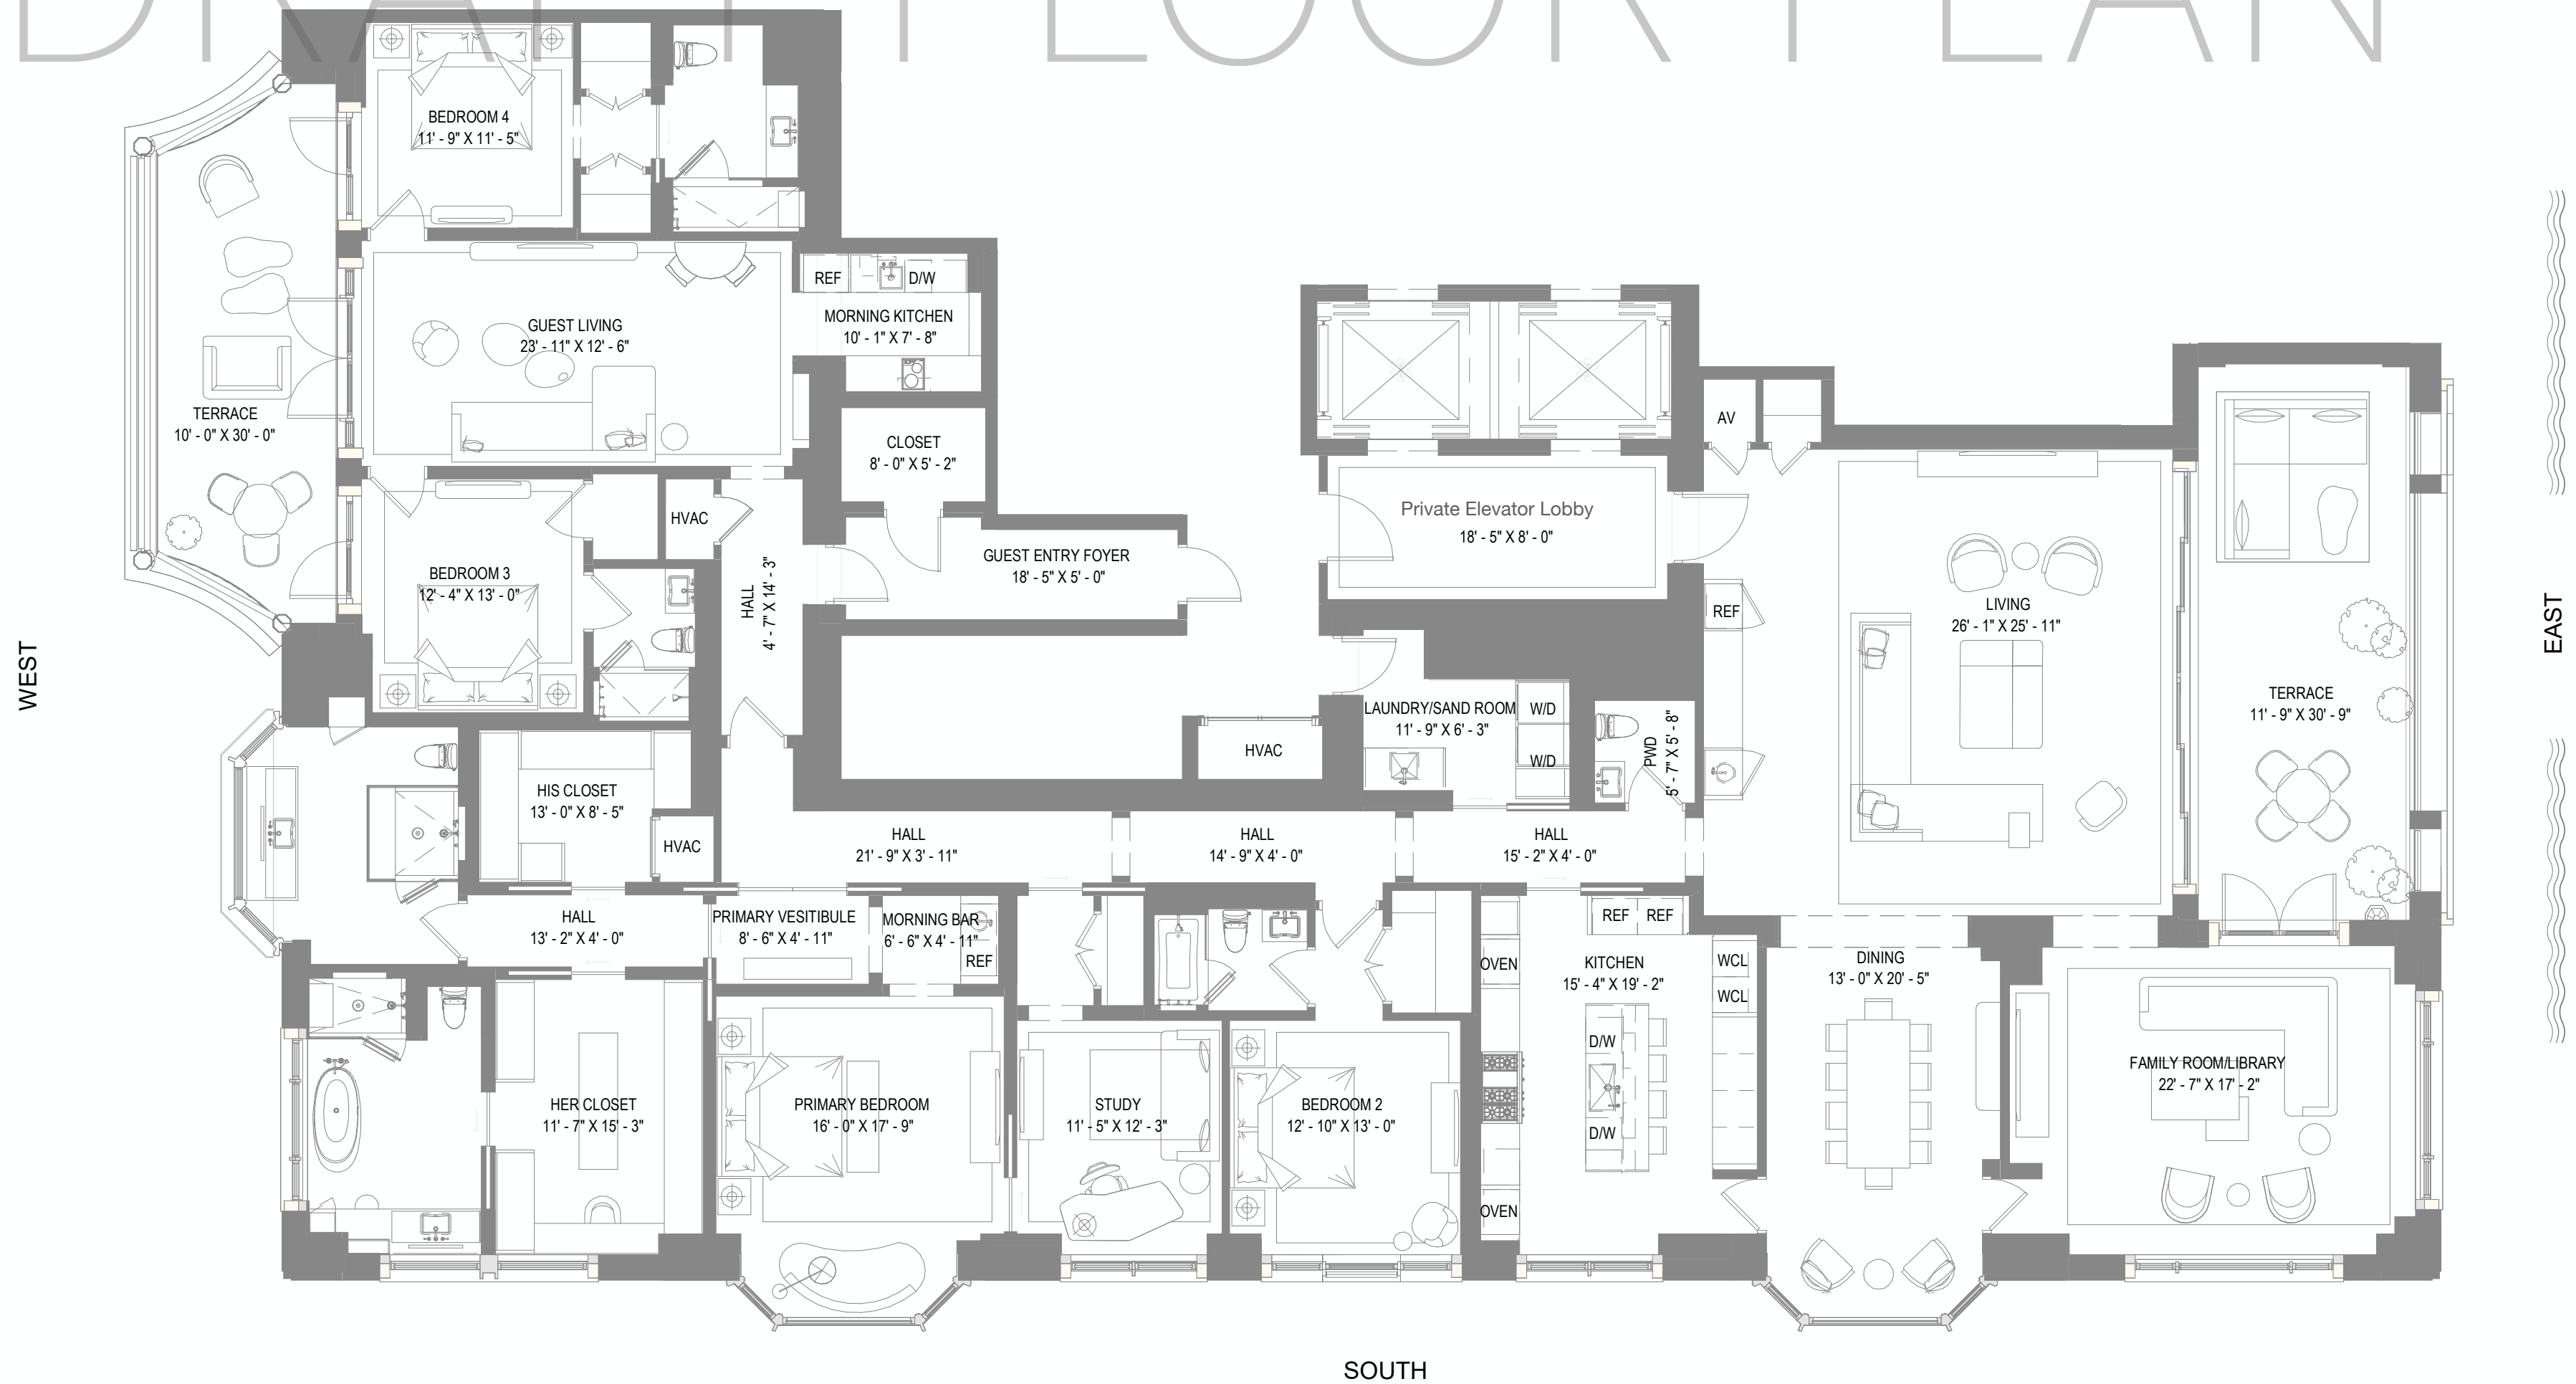 DRAFT FLOOR PLAN
BEDROOM 4
11' - 9" X 11' - 5"
REF
D/W
MORNING KITCHEN
10' - 1" X 7' - 8"
GUEST LIVING
23' - 11" X 12' - 6"
TERRACE
10' - 0" X 30' - 0"
CLOSET
8' - 0" X 5' - 2"
AV
HVAC
Private Elevator Lobby
18' - 5" X 8' - 0"
GUEST ENTRY FOYER
18' - 5" X 5' - 0"
BEDROOM 3
12' - 4" X 13' - 0"
HALL
4' - 7" X 14' - 3"
REF
LIVING
26' - 1" X 25' - 11"
WEST
EAST
TERRACE
11' - 9" X 30' - 9"
LAUNDRY/SAND ROOM
11' - 9" X 6' - 3"
W/D
W/D
HVAC
PWD
5' - 7" X 5' - 8"
HIS CLOSET
13' - 0" X 8' - 5"
HVAC
HALL
21' - 9" X 3' - 11"
HALL
14' - 9" X 4' - 0"
HALL
15' - 2" X 4' - 0"
HALL
13' - 2" X 4' - 0"
PRIMARY VESTIBULE
8' - 6" X 4' - 11"
MORNING BAR
6' - 6" X 4' - 11"
REF
REF
REF
OVEN
KITCHEN
15' - 4" X 19' - 2"
WCL
WCL
DINING
13' - 0" X 20' - 5"
D/W
D/W
OVEN
FAMILY ROOM/LIBRARY
22' - 7" X 17' - 2"
HER CLOSET
11' - 7" X 15' - 3"
PRIMARY BEDROOM
16' - 0" X 17' - 9"
STUDY
11' - 5" X 12' - 3"
BEDROOM 2
12' - 10" X 13' - 0"
SOUTH